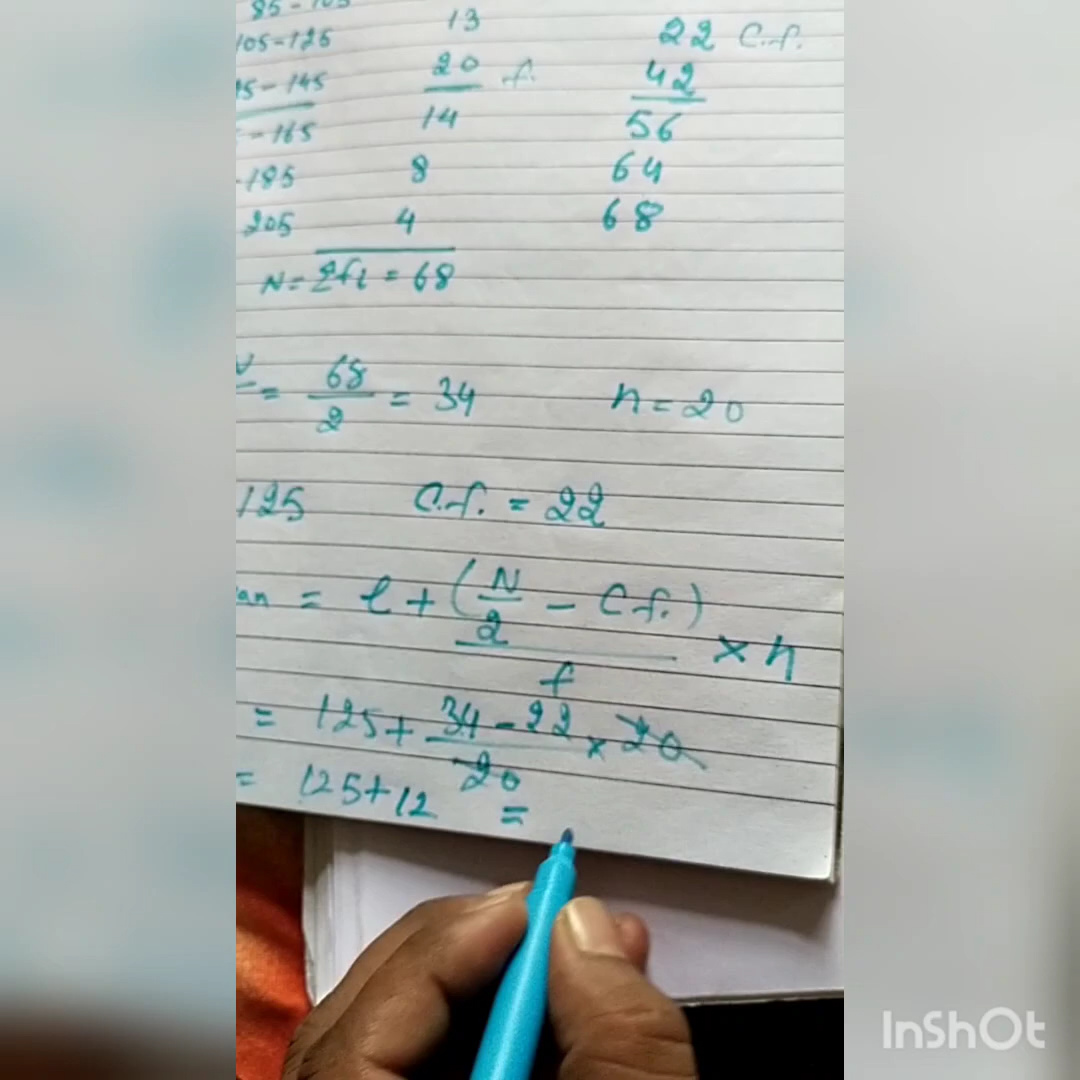 85-105 13
105-125 22 C.f.
25-145 20 f. 42
-165 14 56
-185 8 64
205 4 68
N = Σfi = 68
= 68/2 = 34 h = 20
125 C.f. = 22
an = l + (N/2 - C.f.)/f × h
= 125 + 34-22/20 × 20
= 125+12 =
InShOt